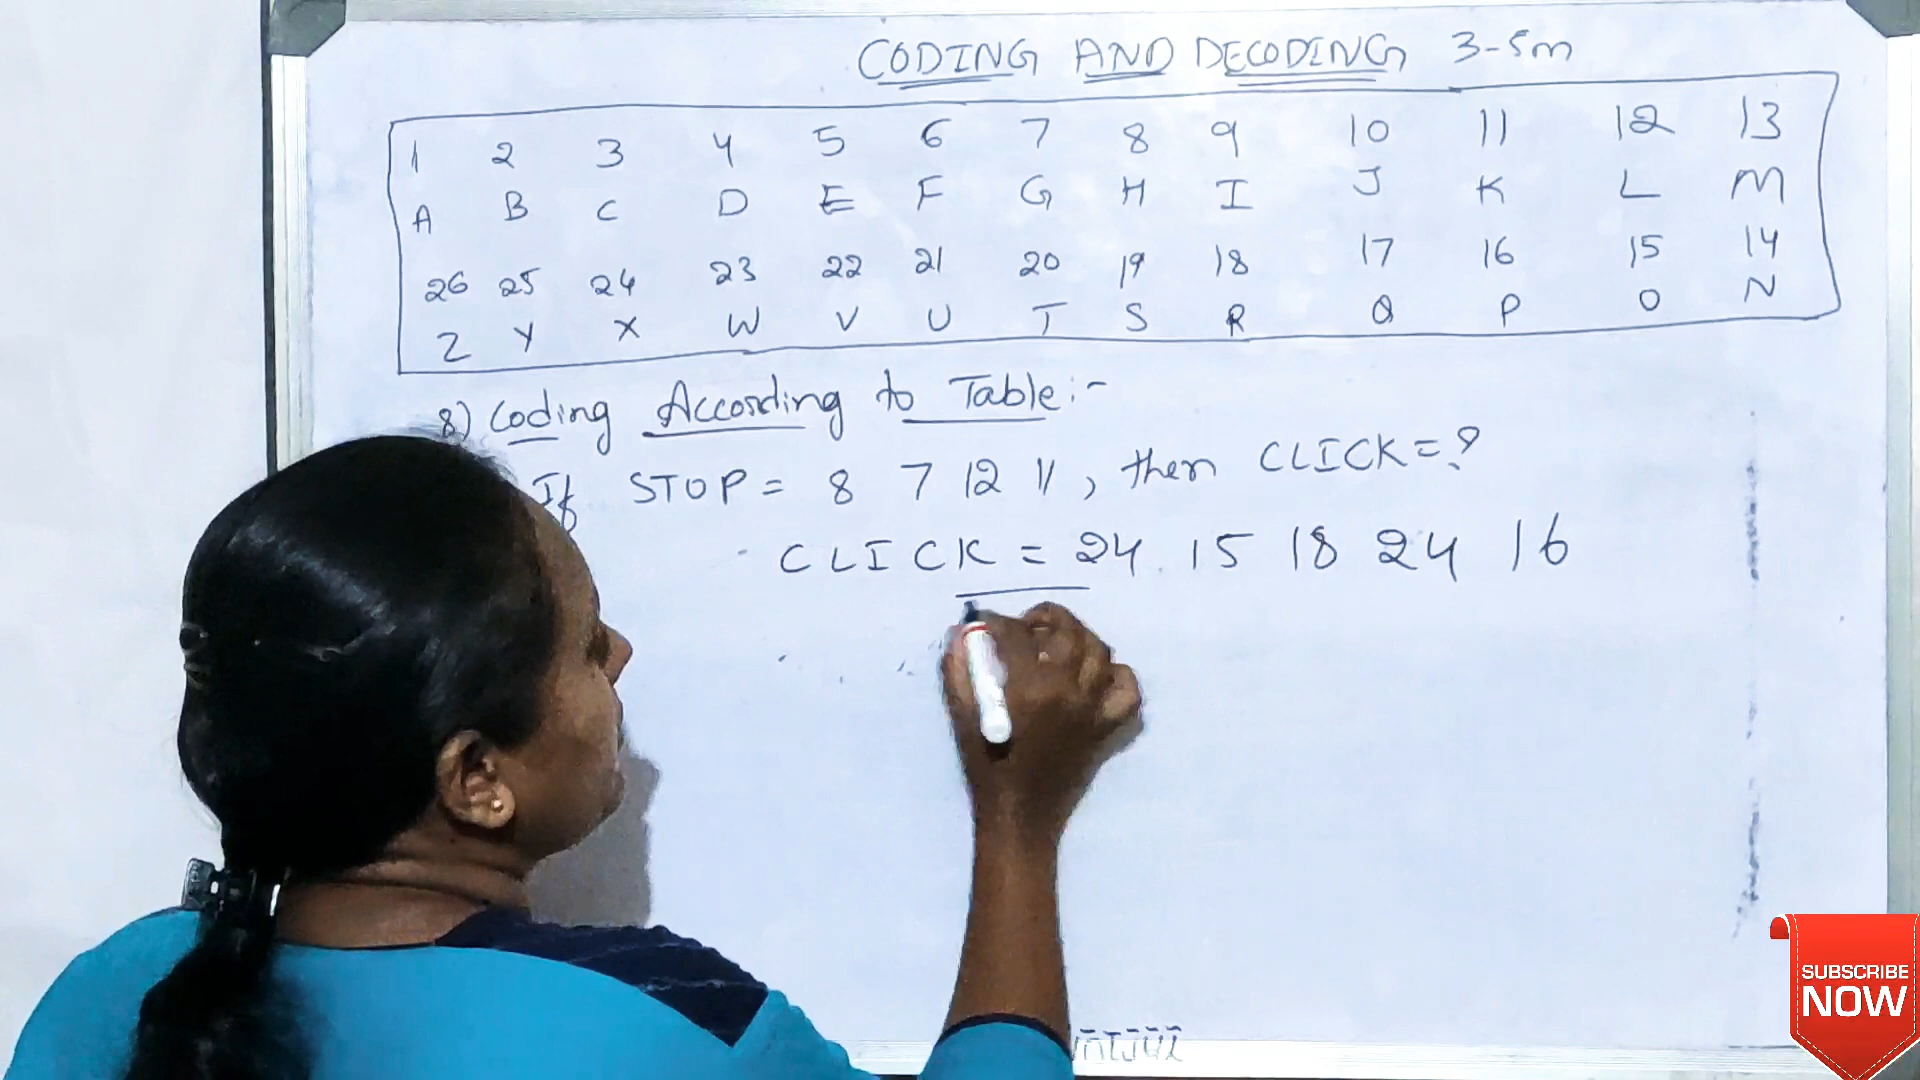 CODING AND DECODING 3-5m
1 2 3 4 5 6 7 8 9 10 11 12 13
A B C D E F G H I J K L M
26 25 24 23 22 21 20 19 18 17 16 15 14
Z Y X W V U T S R Q P O N
8) Coding According to Table:-
If STOP = 8 7 12 11, then CLICK = ?
CLICK = 24 15 18 24 16
SUBSCRIBE
NOW